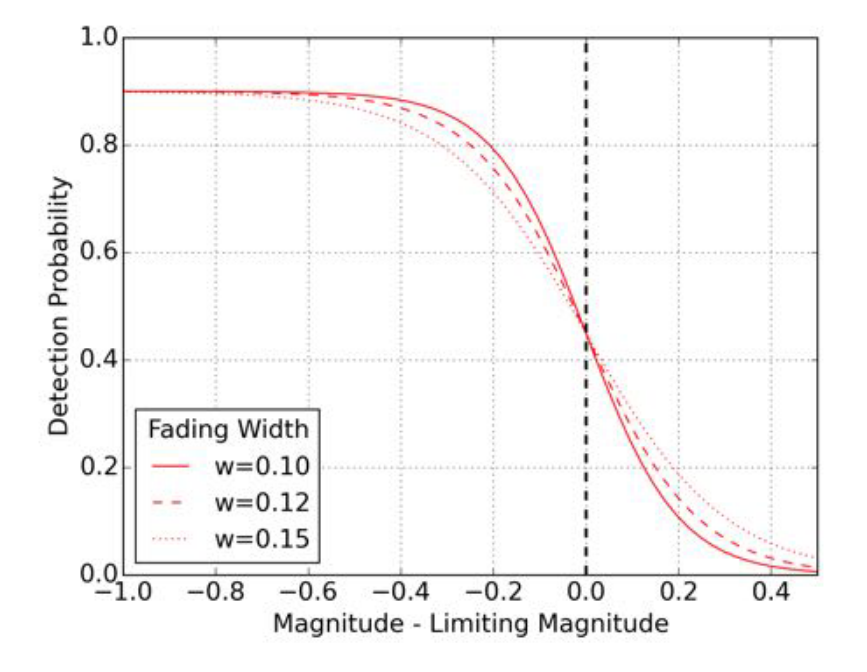 1.0
0.8
0.6
0.4
0.2
0.0
Detection Probability
Fading Width
w=0.10
w=0.12
w=0.15
−1.0 −0.8 −0.6 −0.4 −0.2 0.0 0.2 0.4
Magnitude - Limiting Magnitude